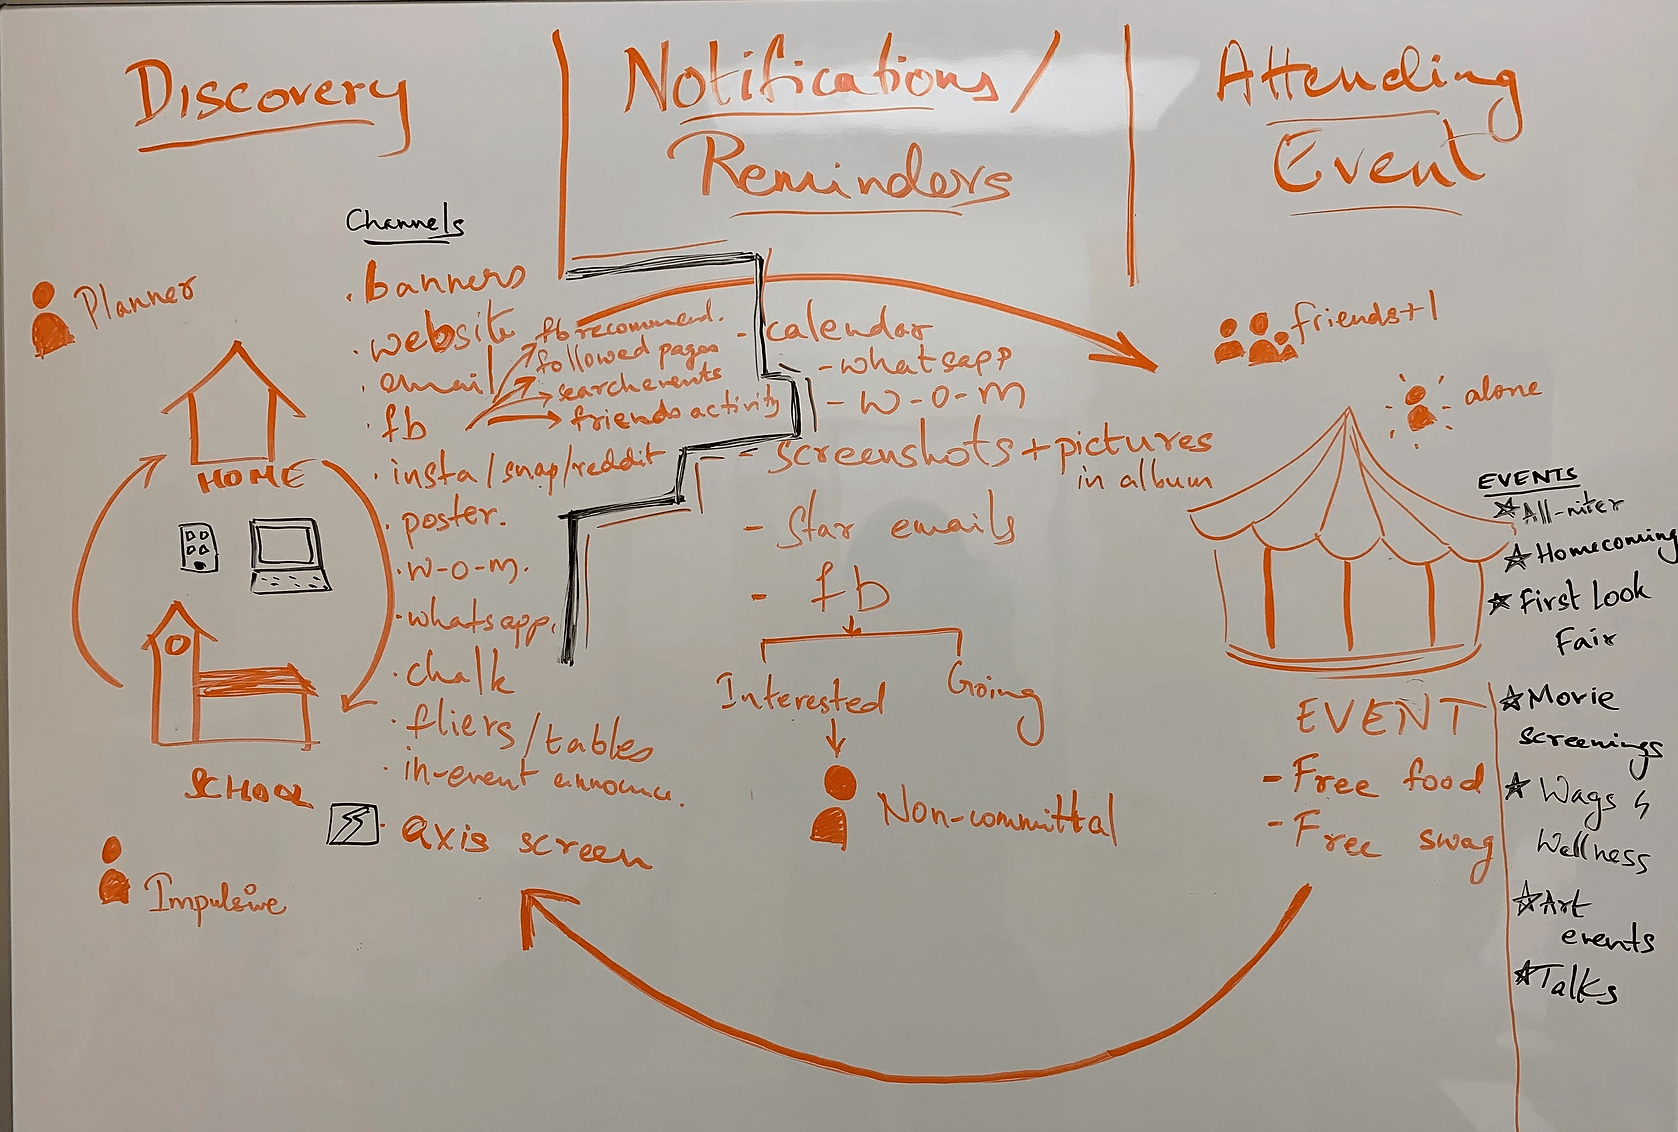 Discovery
Planner
HOME
SCHOOL
Impulsive
Channels
. banners
. website
. email
. fb
fb recommend.
followed pages
search events
friends activity
. insta/snap/reddit
. poster.
. w-o-m.
. whatsapp.
. chalk
. fliers/tables
. in-event announce.
. axis screen
Notifications/
Reminders
- calendar
- whatsapp
- w-o-m
- screenshots + pictures
in album
- Star emails
- fb
Interested
Going
Non-committal
Attending
Event
friends+1
alone
EVENT
- Free food
- Free swag
EVENTS
☆ All-niter
☆ Homecoming
☆ First Look
Fair
☆ Movie
screenings
☆ Wags &
Wellness
☆ Art
events
☆ Talks